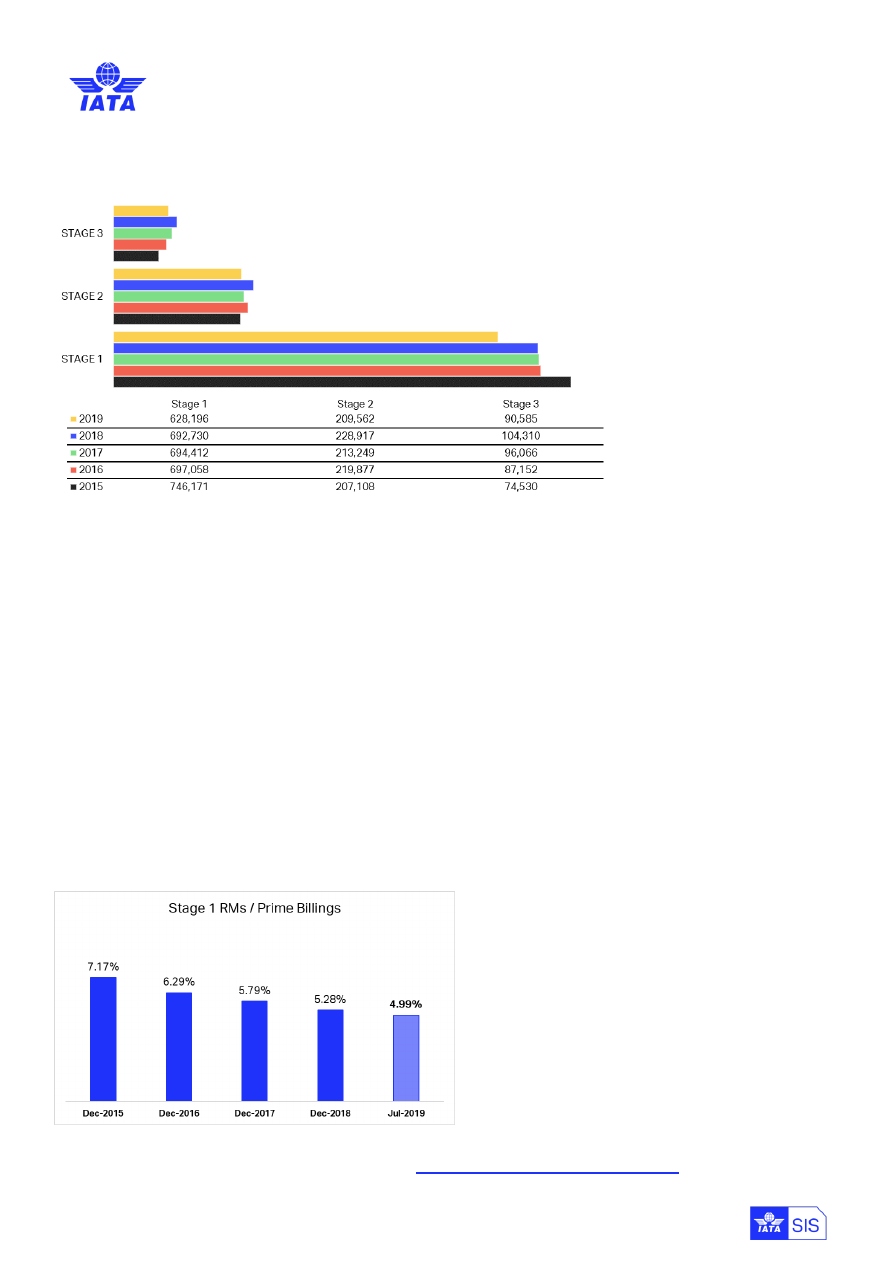 IATA
STAGE 3
STAGE 2
STAGE 1
Stage 1 Stage 2 Stage 3
2019 628,196 209,562 90,585
2018 692,730 228,917 104,310
2017 694,412 213,249 96,066
2016 697,058 219,877 87,152
2015 746,171 207,108 74,530
Stage 1 RMs / Prime Billings
7.17%
6.29%
5.79%
5.28%
4.99%
Dec-2015 Dec-2016 Dec-2017 Dec-2018 Jul-2019
IATA SIS